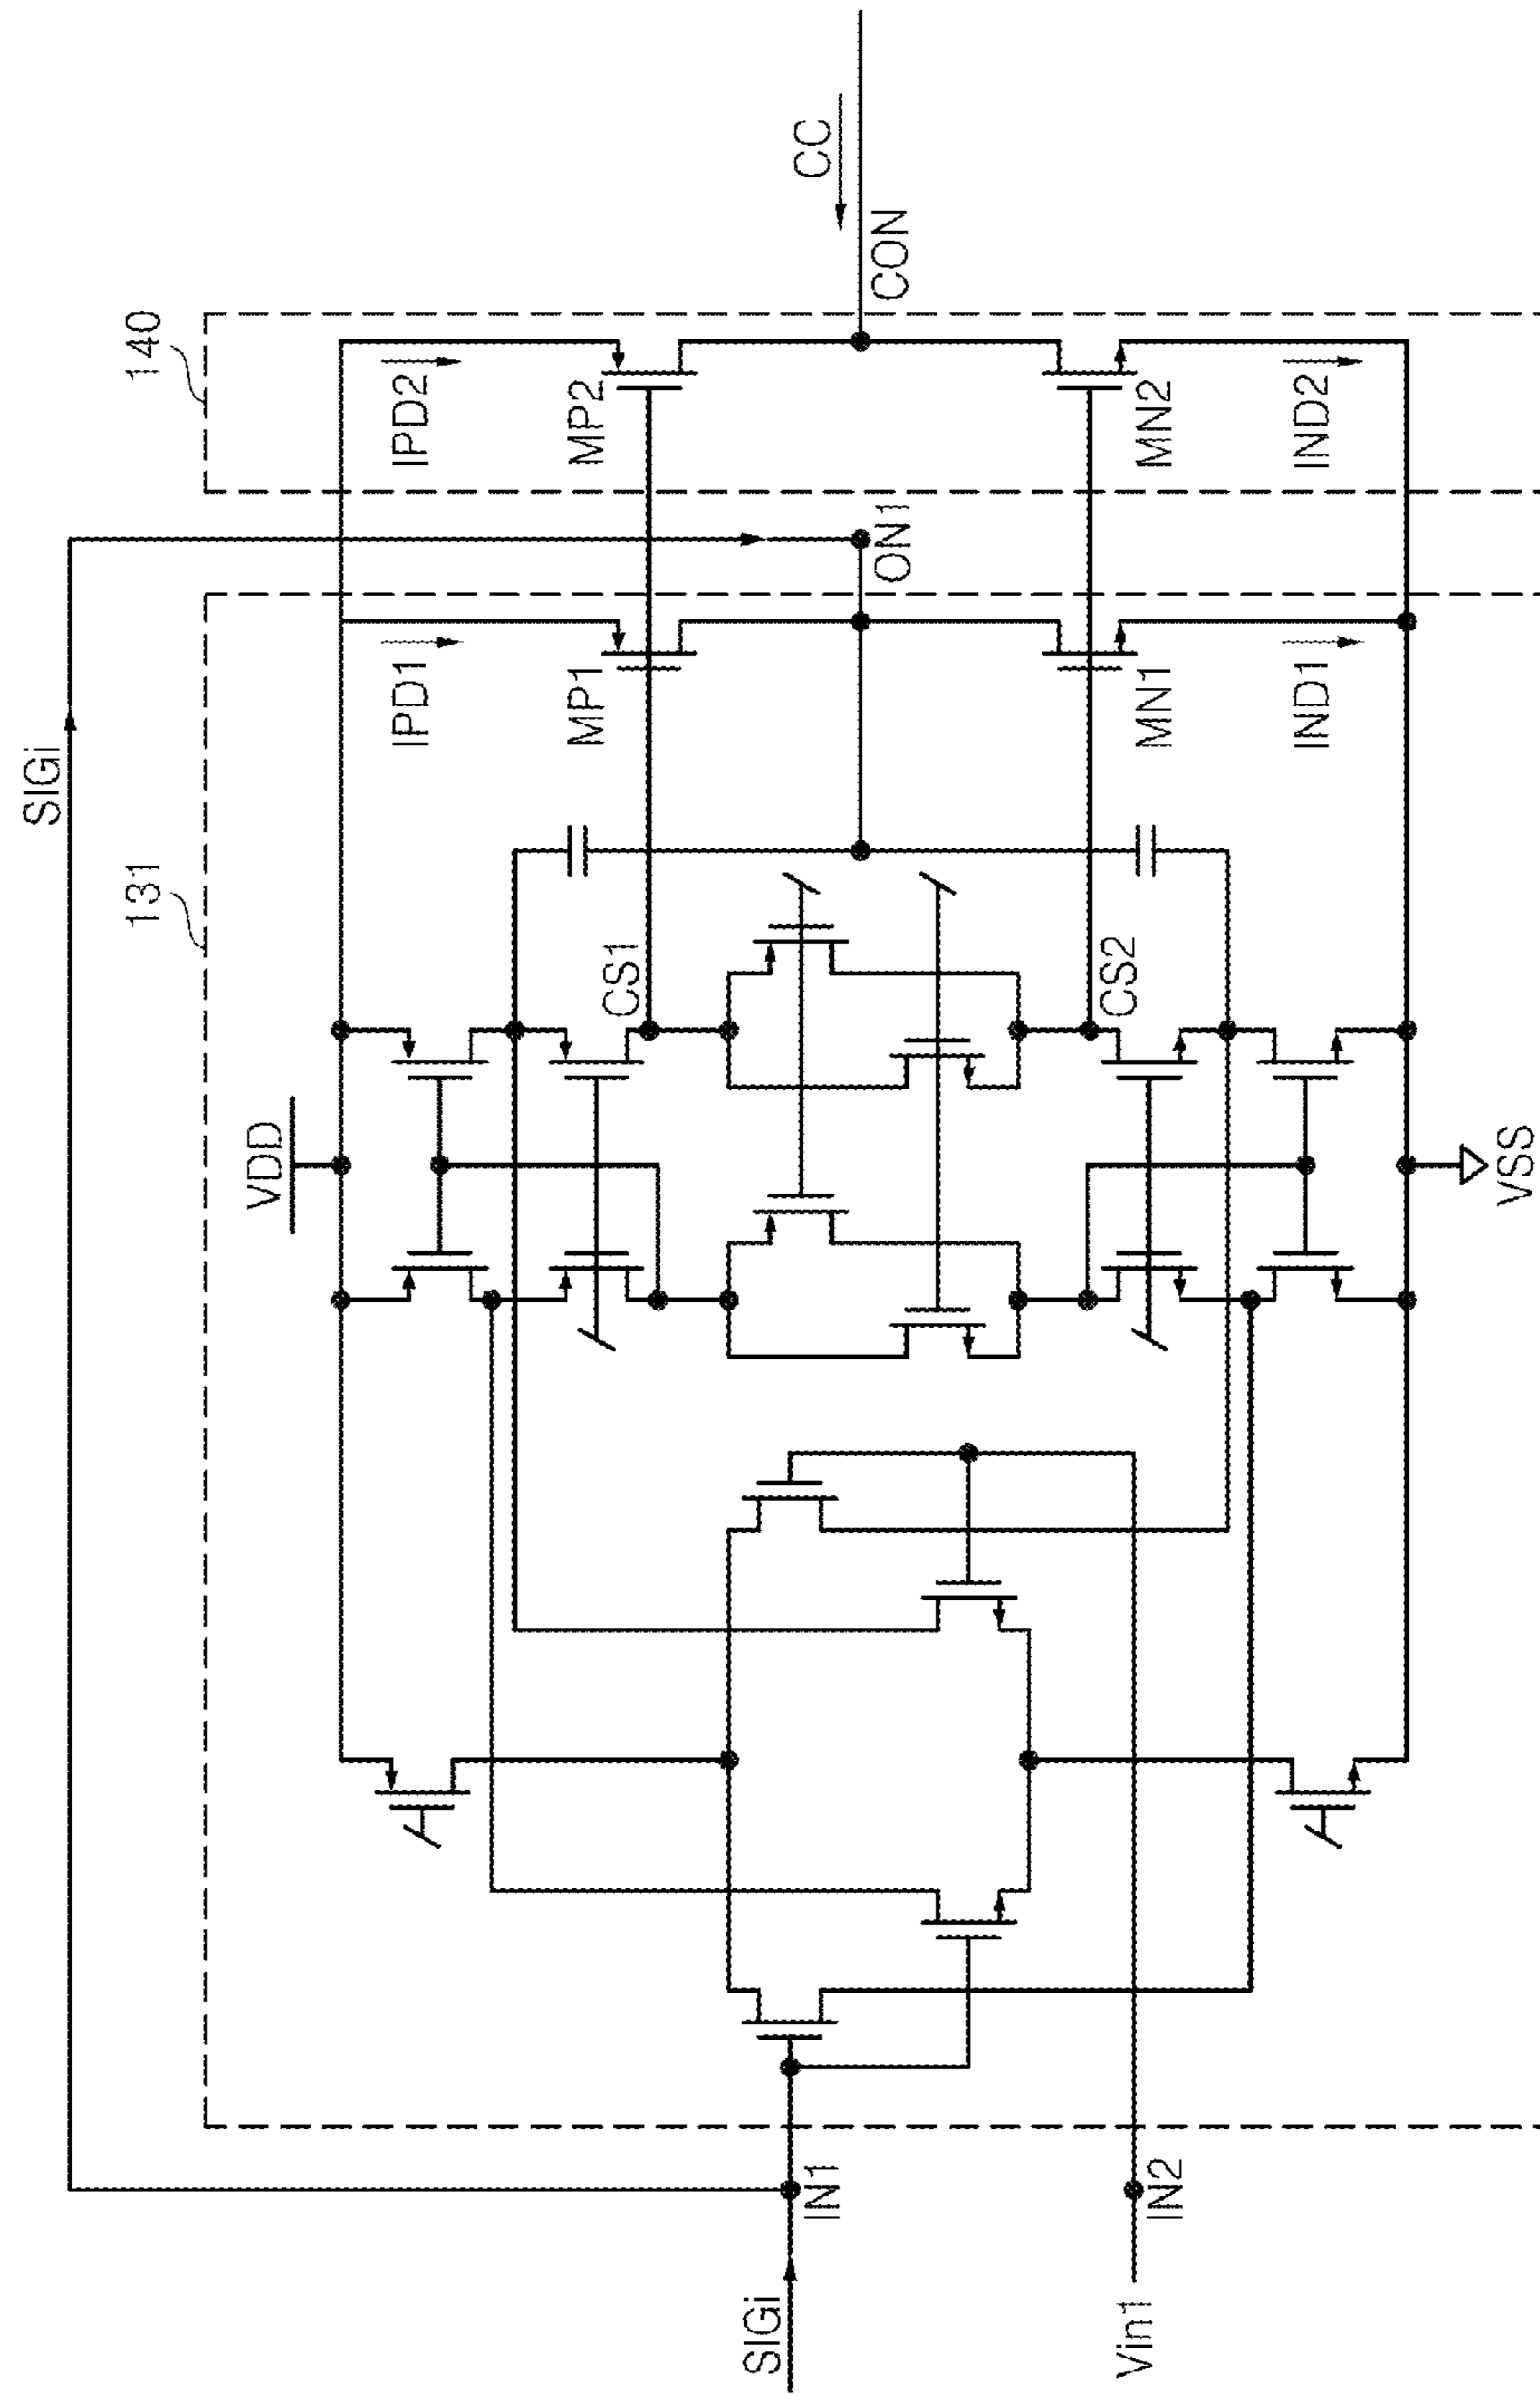 SIGi
131
140
VDD
IPD1
IPD2
MP1
MP2
CS1
CC
ON1
CON
CS2
MN1
MN2
IND1
IND2
VSS
SIGi
IN1
Vin1
IN2